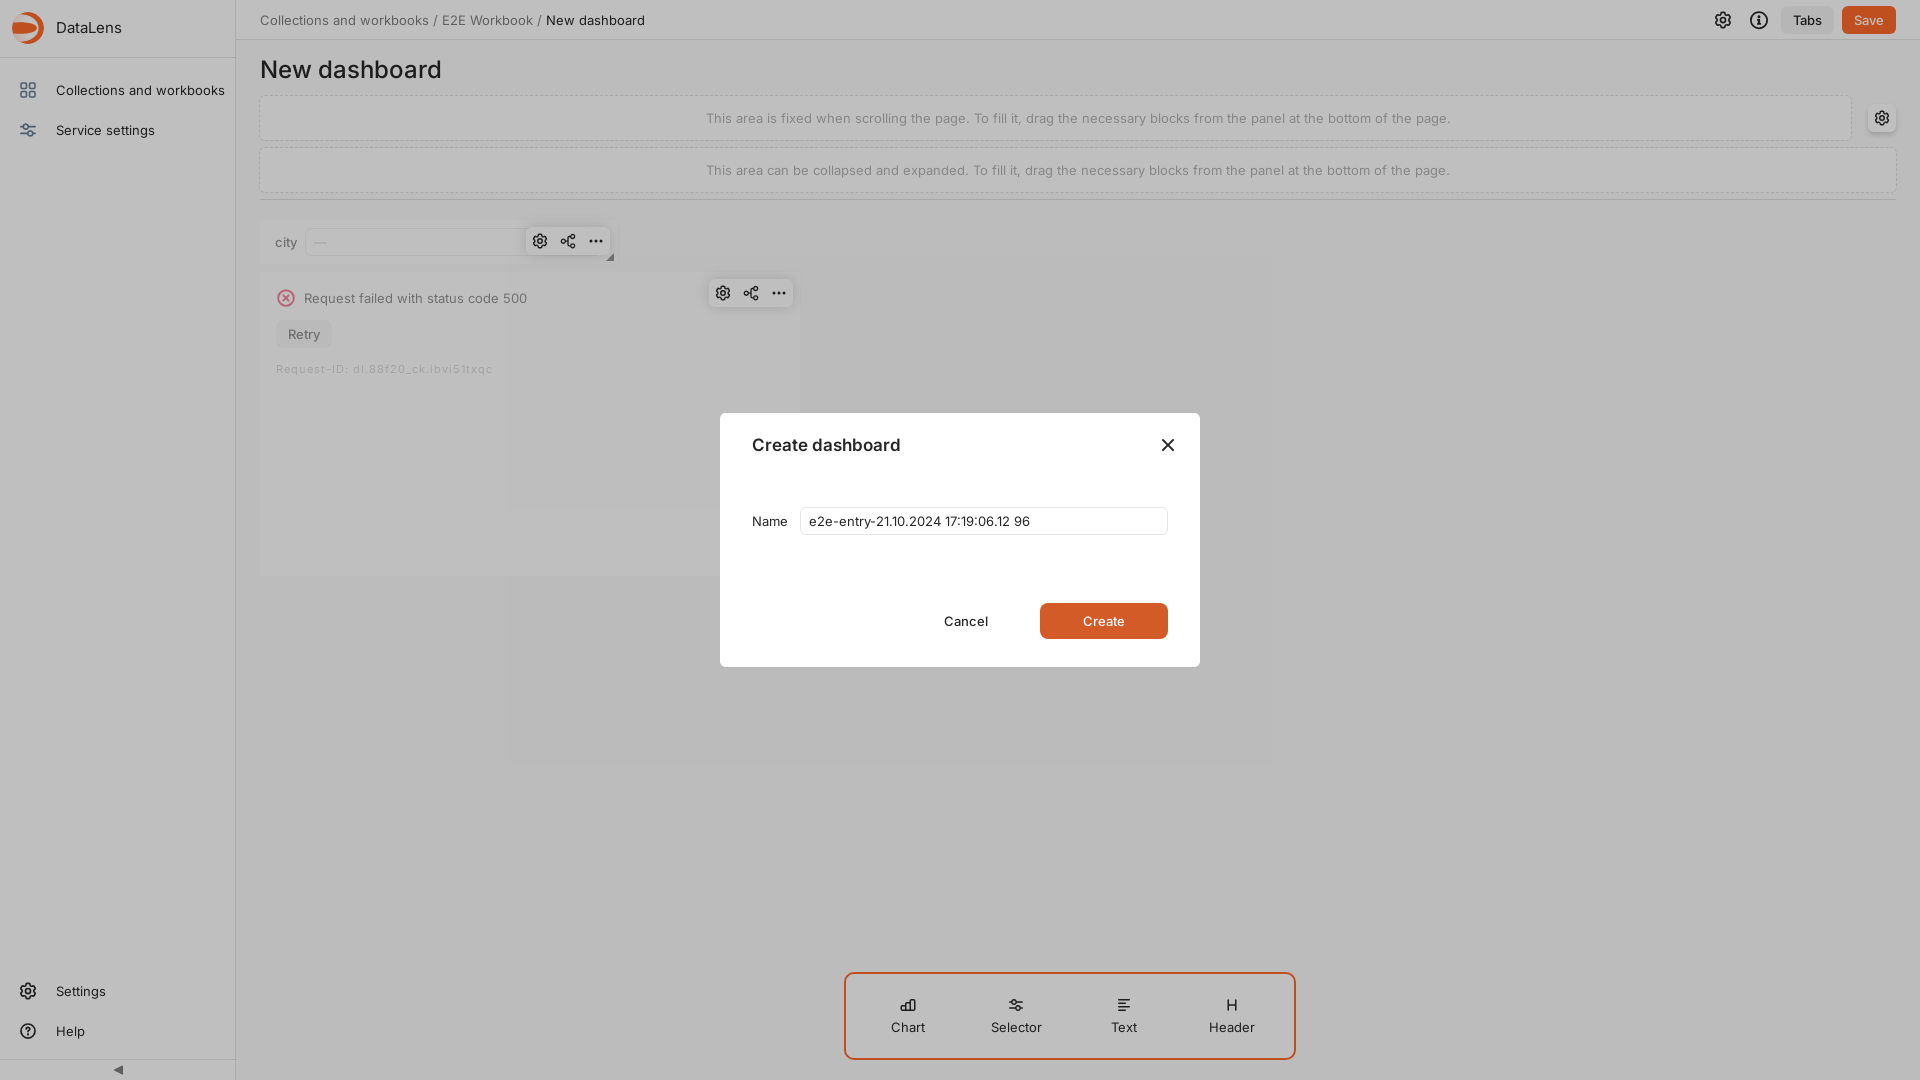 DataLens
Collections and workbooks
Service settings
Settings
Help
Collections and workbooks / E2E Workbook / New dashboard
Tabs
Save
New dashboard
This area is fixed when scrolling the page. To fill it, drag the necessary blocks from the panel at the bottom of the page.
This area can be collapsed and expanded. To fill it, drag the necessary blocks from the panel at the bottom of the page.
city —
Request failed with status code 500
Retry
Request-ID: dl.88f20_ck.ibvi51txqc
Create dashboard
Name e2e-entry-21.10.2024 17:19:06.12 96
Cancel Create
Chart Selector Text Header